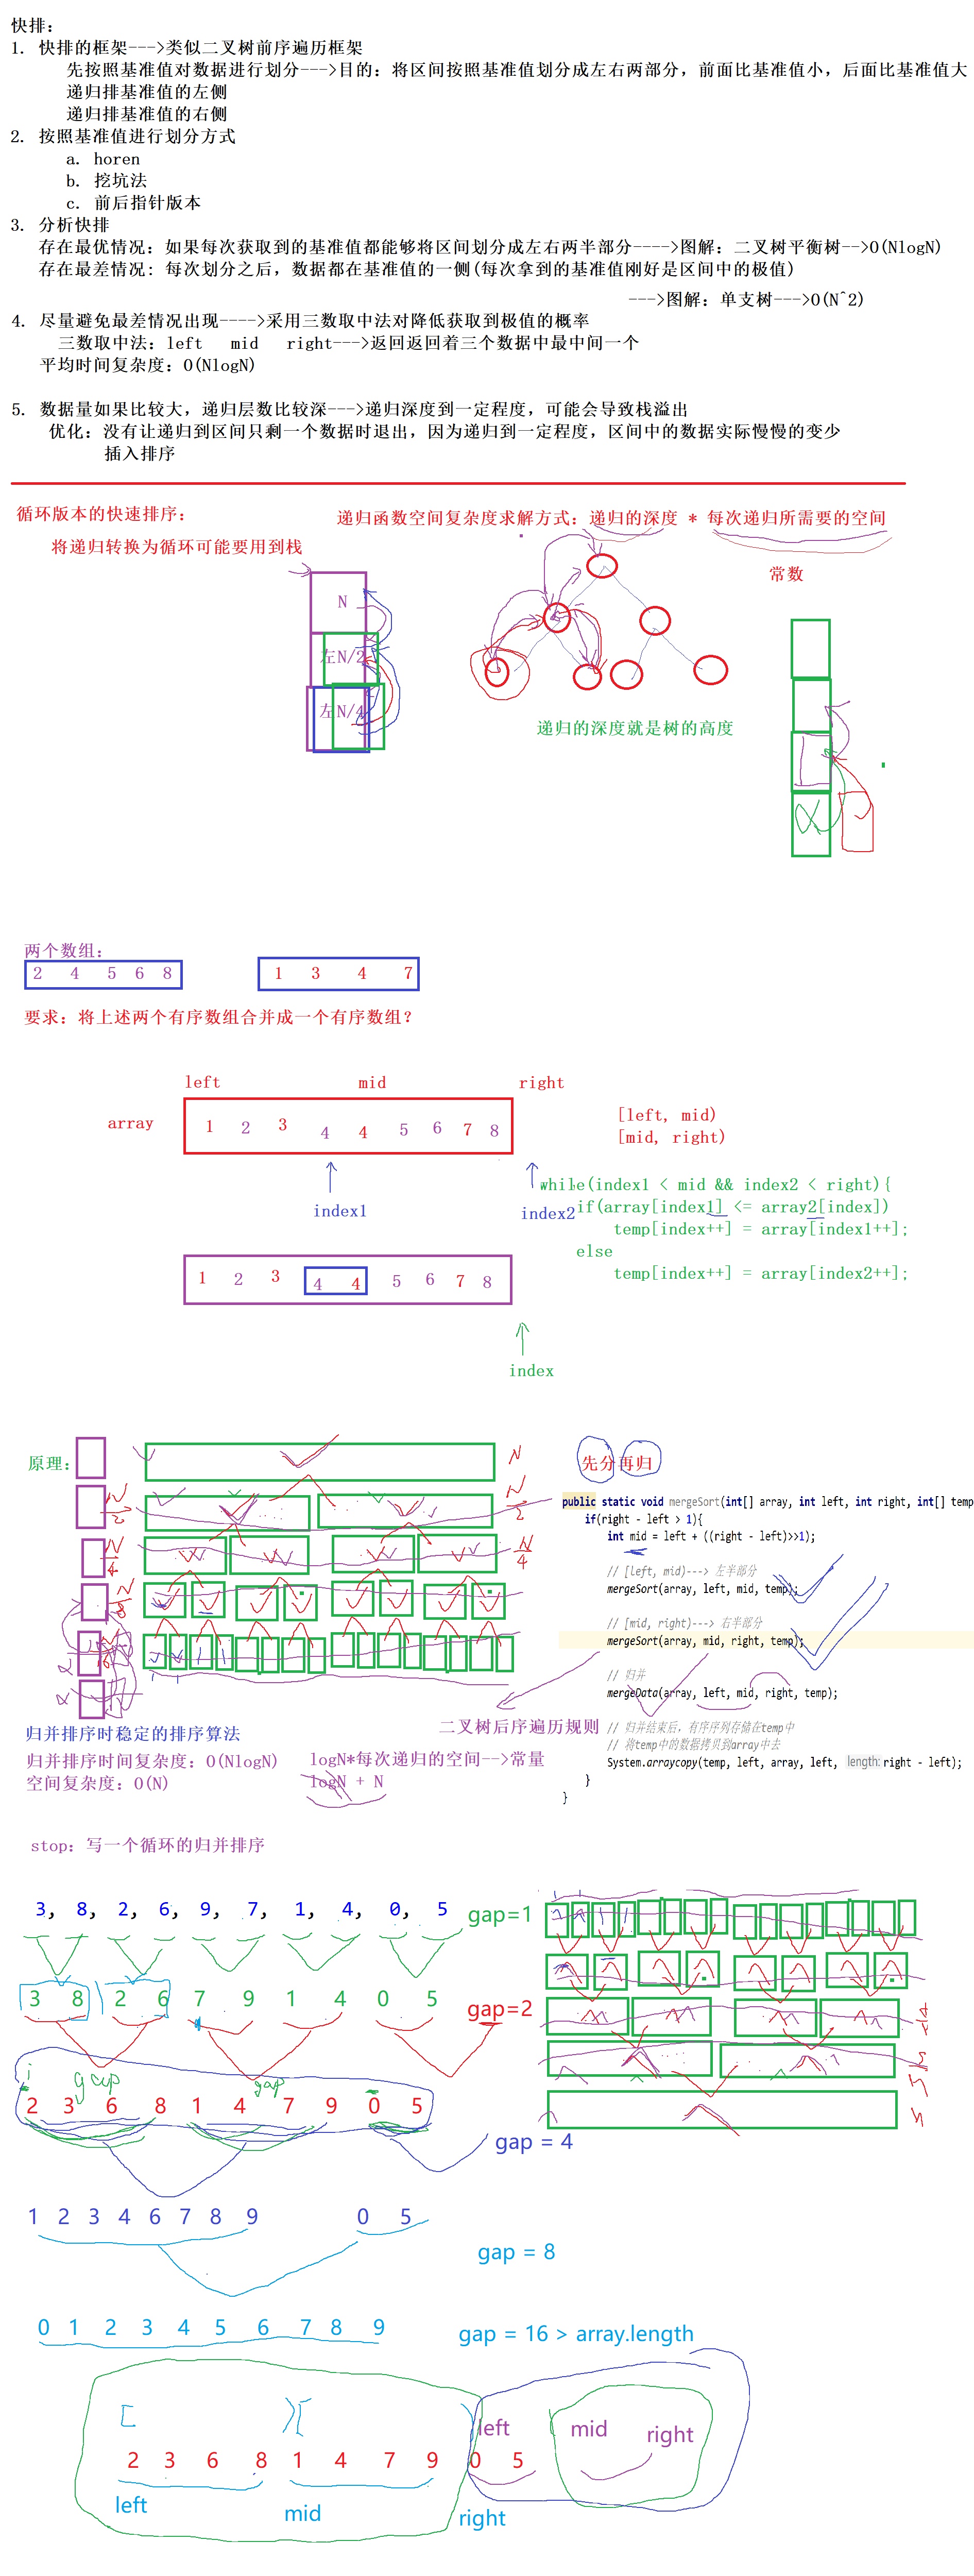 快排：
1. 快排的框架--->类似二叉树前序遍历框架
先按照基准值对数据进行划分--->目的：将区间按照基准值划分成左右两部分，前面比基准值小，后面比基准值大
递归排基准值的左侧
递归排基准值的右侧
2. 按照基准值进行划分方式
a. horen
b. 挖坑法
c. 前后指针版本
3. 分析快排
存在最优情况：如果每次获取到的基准值都能够将区间划分成左右两半部分---->图解：二叉树平衡树-->O(NlogN)
存在最差情况：每次划分之后，数据都在基准值的一侧(每次拿到的基准值刚好是区间中的极值)
--->图解：单支树--->O(N^2)
4. 尽量避免最差情况出现---->采用三数取中法对降低获取到极值的概率
三数取中法：left mid right--->返回返回着三个数据中最中间一个
平均时间复杂度：O(NlogN)
5. 数据量如果比较大，递归层数比较深--->递归深度到一定程度，可能会导致栈溢出
优化：没有让递归到区间只剩一个数据时退出，因为递归到一定程度，区间中的数据实际慢慢的变少
插入排序
循环版本的快速排序：
递归函数空间复杂度求解方式：递归的深度 * 每次递归所需要的空间
将递归转换为循环可能要用到栈
常数
N
左N/2
左N/4
递归的深度就是树的高度
两个数组：
2 4 5 6 8
1 3 4 7
要求：将上述两个有序数组合并成一个有序数组？
left mid right
array
1 2 3 4 4 5 6 7 8
[left, mid)
[mid, right)
index1
index2
while(index1 < mid && index2 < right){
if(array[index1] <= array2[index])
temp[index++] = array[index1++];
else
temp[index++] = array[index2++];
1 2 3 4 4 5 6 7 8
index
原理：
N
N/2
N/4
N/2
N/4
N/8
先分再归
public static void mergeSort(int[] array, int left, int right, int[] temp
if(right - left > 1){
int mid = left + ((right - left)>>1);
// [left, mid)---> 左半部分
mergeSort(array, left, mid, temp);
// [mid, right)---> 右半部分
mergeSort(array, mid, right, temp);
// 归并
mergeData(array, left, mid, right, temp);
// 归并结束后，有序序列存储在temp中
// 将temp中的数据拷贝到array中去
System.arraycopy(temp, left, array, left, length: right - left);
}
}
二叉树后序遍历规则
归并排序时稳定的排序算法
归并排序时间复杂度：O(NlogN)
空间复杂度：O(N)
logN*每次递归的空间-->常量
logN + N
stop：写一个循环的归并排序
3, 8, 2, 6, 9, 7, 1, 4, 0, 5
gap=1
3 8 2 6 7 9 1 4 0 5
gap=2
i
gap
gap
2 3 6 8 1 4 7 9 0 5
gap = 4
1 2 3 4 6 7 8 9 0 5
gap = 8
0 1 2 3 4 5 6 7 8 9
gap = 16 > array.length
[ )[ )
left mid right
2 3 6 8 1 4 7 9 0 5
left mid right